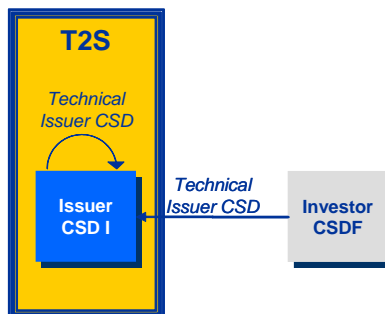 T2S
Technical
Issuer CSD
Technical
Issuer CSD
Issuer
CSD I
Investor
CSDF